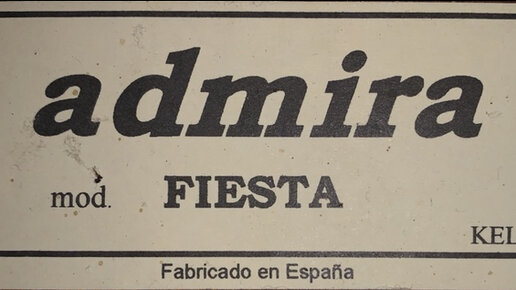 admira
mod. FIESTA
KEL
Fabricado en España